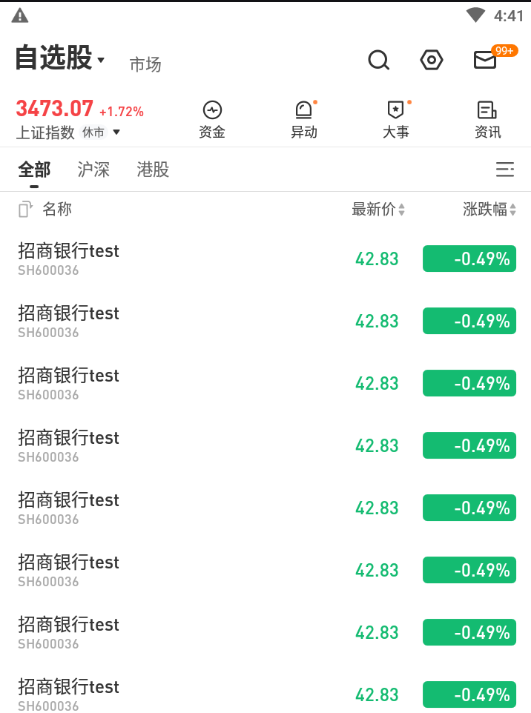 4:41
自选股 市场
99+
3473.07 +1.72%
上证指数 休市
资金 异动 大事 资讯
全部 沪深 港股
名称 最新价 涨跌幅
招商银行test 42.83 -0.49%
SH600036
招商银行test 42.83 -0.49%
SH600036
招商银行test 42.83 -0.49%
SH600036
招商银行test 42.83 -0.49%
SH600036
招商银行test 42.83 -0.49%
SH600036
招商银行test 42.83 -0.49%
SH600036
招商银行test 42.83 -0.49%
SH600036
招商银行test 42.83 -0.49%
SH600036